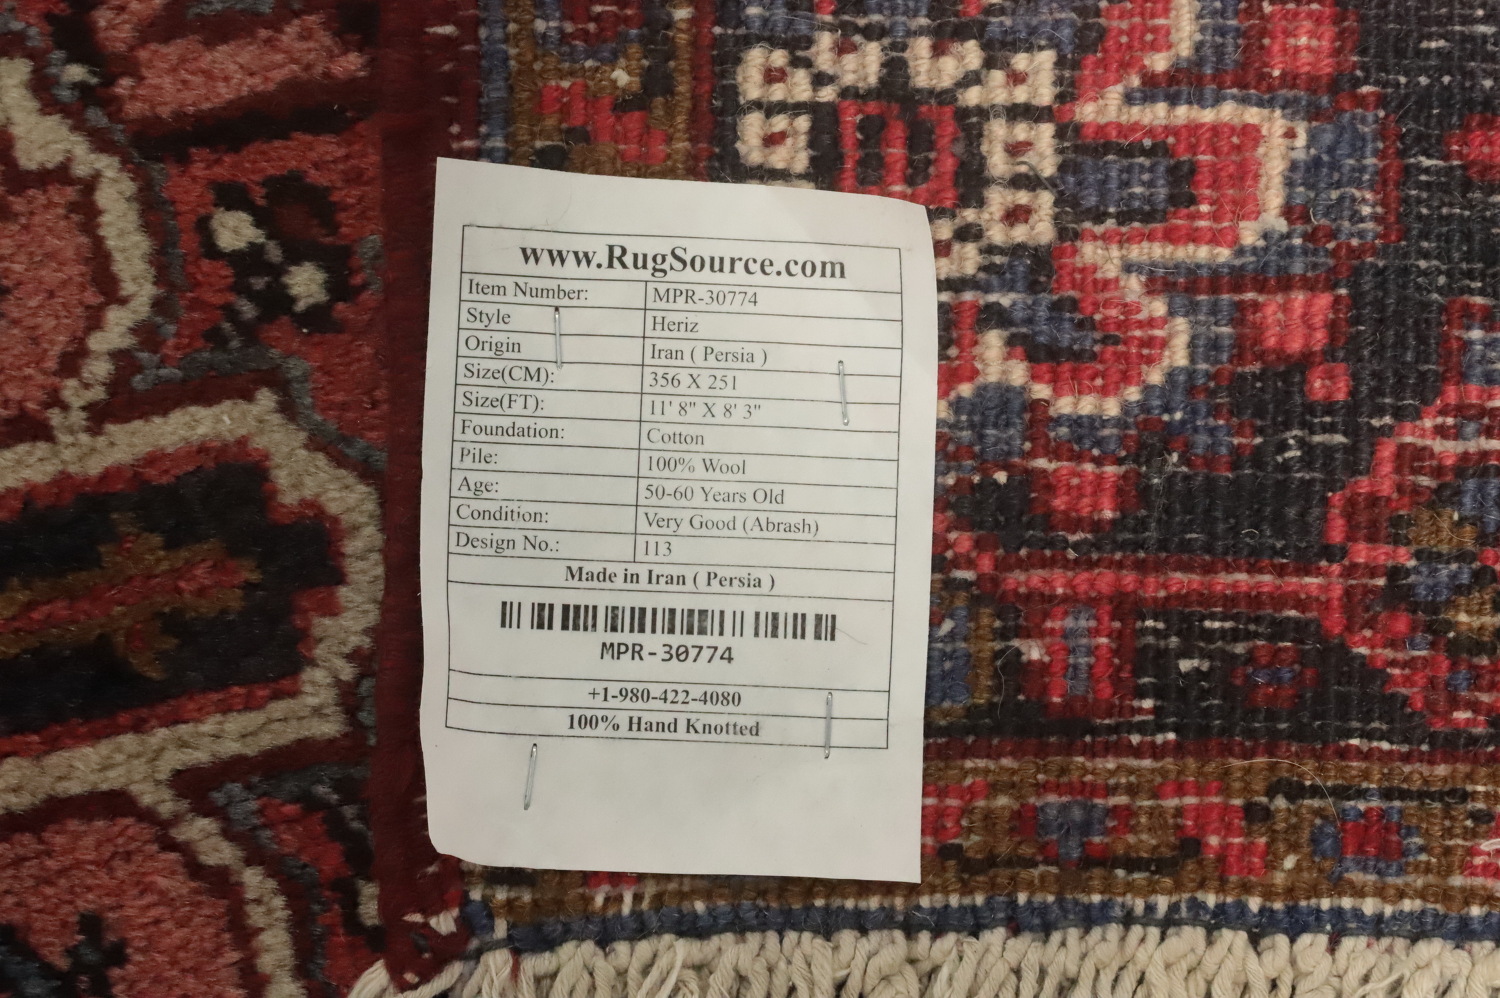 www.RugSource.com
Item Number: MPR-30774
Style Heriz
Origin Iran ( Persia )
Size(CM): 356 X 251
Size(FT): 11' 8" X 8' 3"
Foundation: Cotton
Pile: 100% Wool
Age: 50-60 Years Old
Condition: Very Good (Abrash)
Design No.: 113
Made in Iran ( Persia )
MPR-30774
+1-980-422-4080
100% Hand Knotted